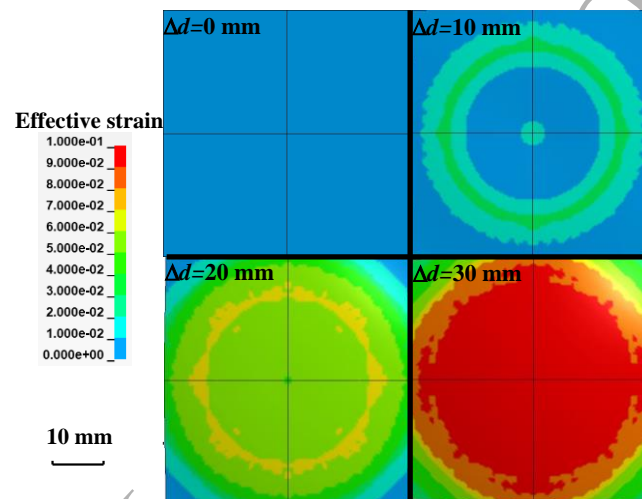 Δd=0 mm
Δd=10 mm
Effective strain
1.000e-01
9.000e-02
8.000e-02
7.000e-02
6.000e-02
5.000e-02
4.000e-02
3.000e-02
2.000e-02
1.000e-02
0.000e+00
Δd=20 mm
Δd=30 mm
10 mm